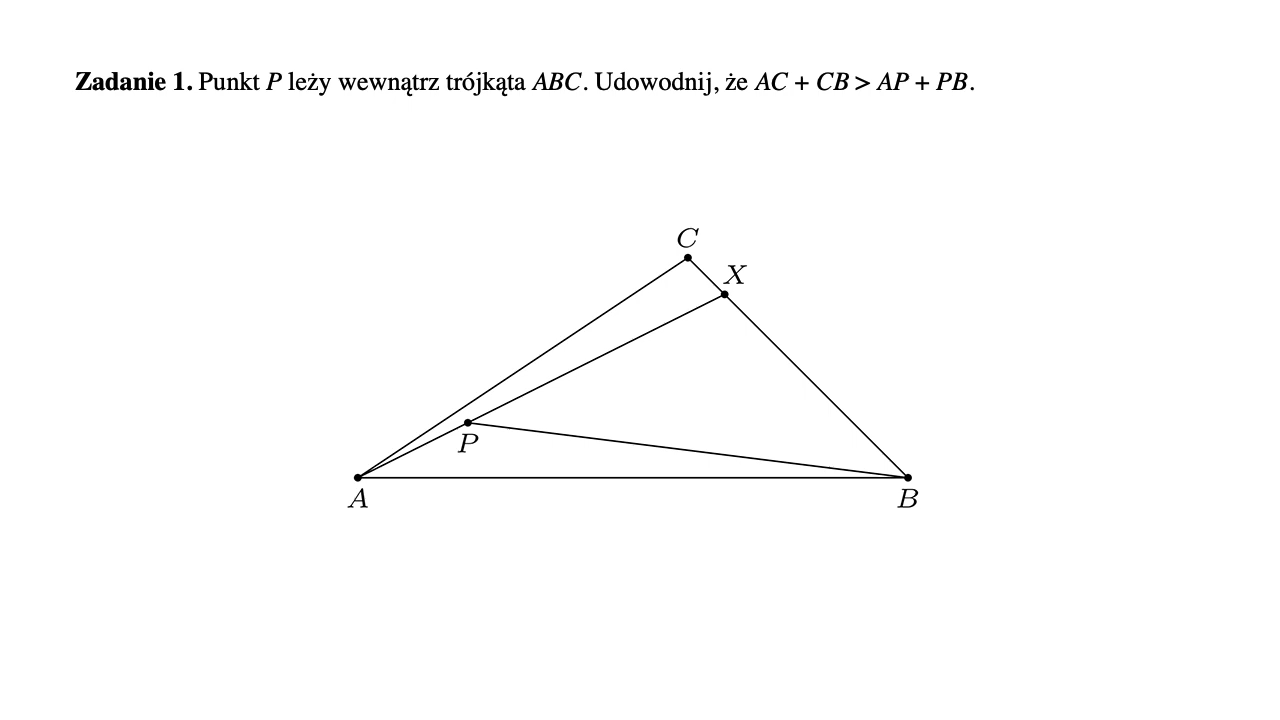 Zadanie 1. Punkt P leży wewnątrz trójkąta ABC. Udowodnij, że AC + CB > AP + PB.
C
X
P
A
B